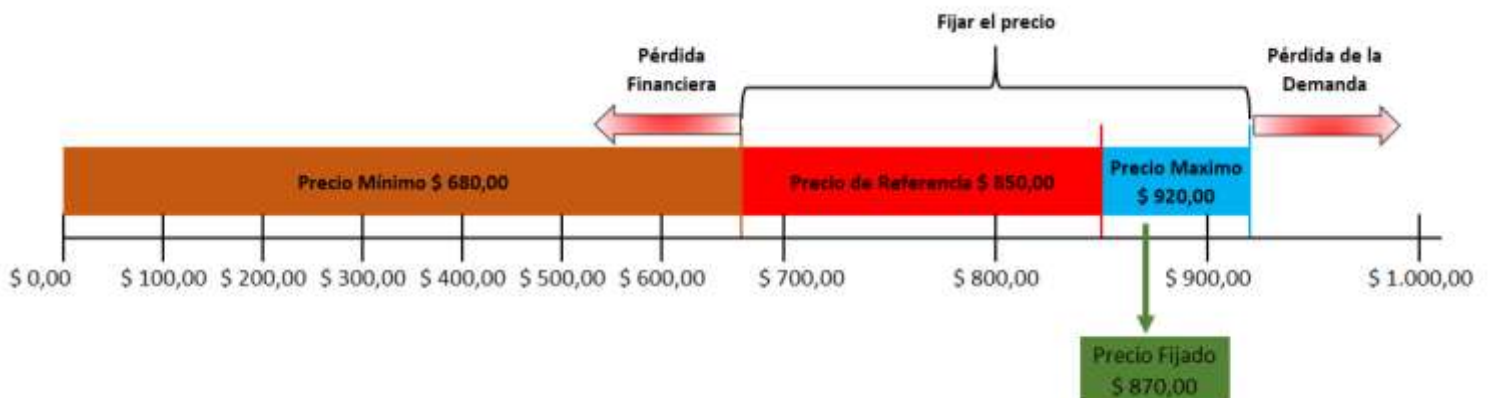 Fijar el precio
Pérdida
Financiera
Pérdida de la
Demanda
Precio Mínimo $ 680,00
Precio de Referencia $ 850,00
Precio Maximo
$ 920,00
$ 0,00 $ 100,00 $ 200,00 $ 300,00 $ 400,00 $ 500,00 $ 600,00 $ 700,00 $ 800,00 $ 900,00 $ 1.000,00
Precio Fijado
$ 870,00